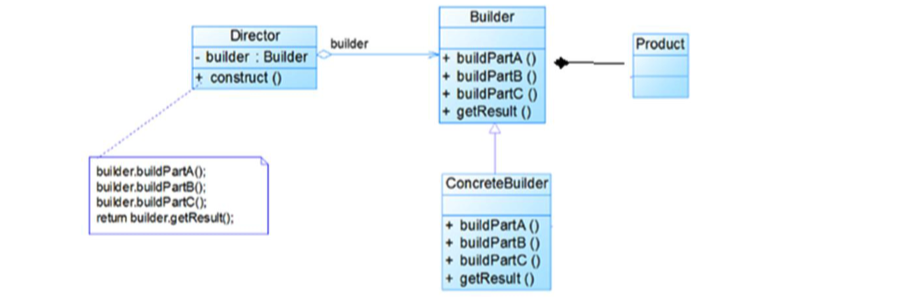 Director
- builder : Builder
+ construct ()
builder
Builder
+ buildPartA ()
+ buildPartB ()
+ buildPartC ()
+ getResult ()
Product
builder.buildPartA();
builder.buildPartB();
builder.buildPartC();
return builder.getResult();
ConcreteBuilder
+ buildPartA ()
+ buildPartB ()
+ buildPartC ()
+ getResult ()